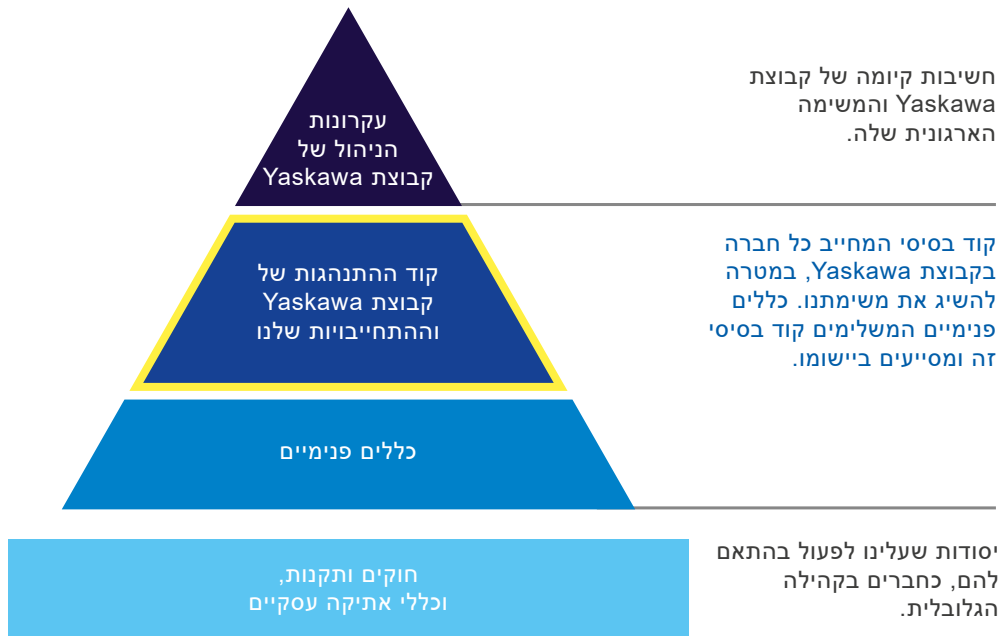 עקרונות
הניהול של
קבוצת Yaskawa
חשיבות קיומה של קבוצת
Yaskawa והמשימה
הארגונית שלה.
קוד ההתנהגות של
קבוצת Yaskawa
וההתחייבויות שלנו
קוד בסיסי המחייב כל חברה
בקבוצת Yaskawa, במטרה
להשיג את משימתנו. כללים
פנימיים המשלימים קוד בסיסי
זה ומסייעים ביישומו.
כללים פנימיים
חוקים ותקנות,
וכללי אתיקה עסקיים
יסודות שעלינו לפעול בהתאם
להם, כחברים בקהילה
הגלובלית.